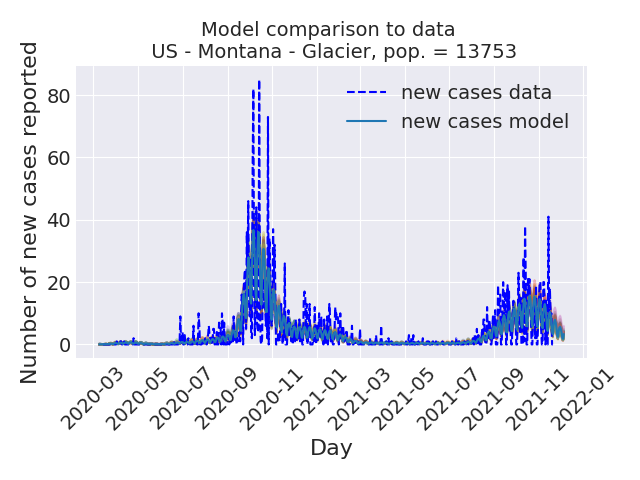 Model comparison to data
US - Montana - Glacier, pop. = 13753
Number of new cases reported
80
60
40
20
0
new cases data
new cases model
2020-03
2020-05
2020-07
2020-09
2020-11
2021-01
2021-03
2021-05
2021-07
2021-09
2021-11
2022-01
Day